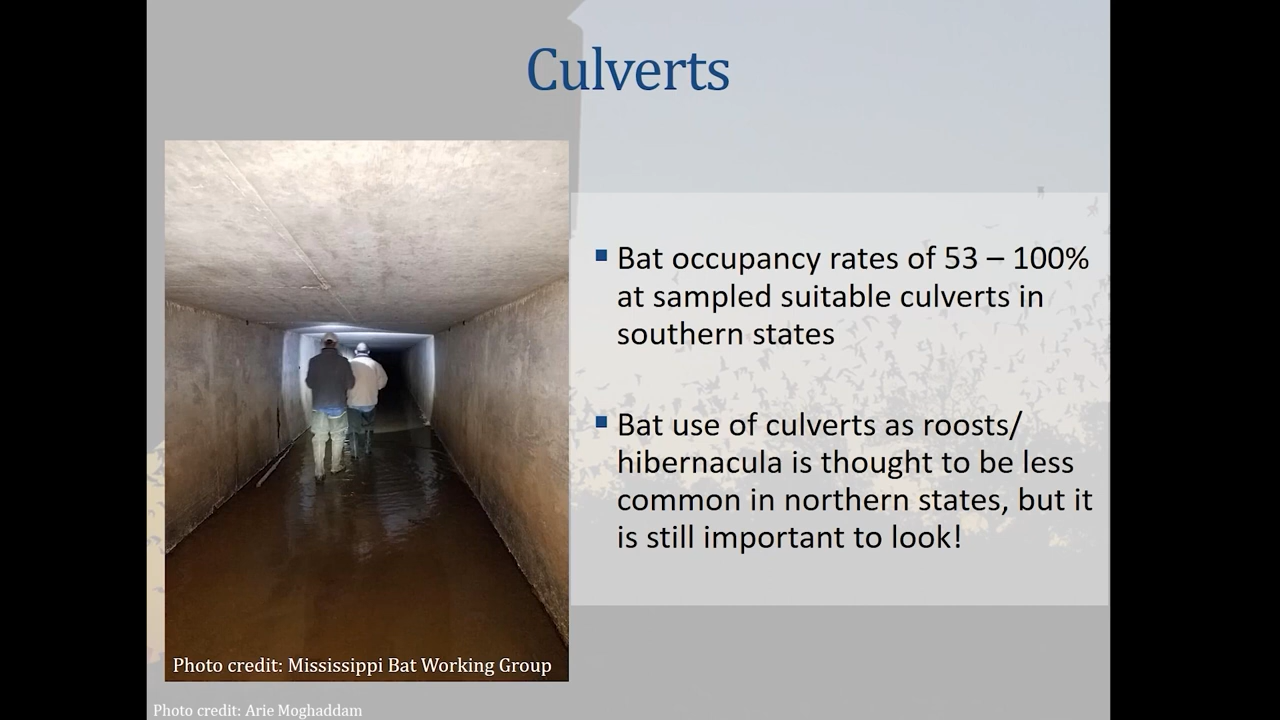 Culverts
Bat occupancy rates of 53 – 100%
at sampled suitable culverts in
southern states
Bat use of culverts as roosts/
hibernacula is thought to be less
common in northern states, but it
is still important to look!
Photo credit: Mississippi Bat Working Group
Photo credit: Arie Moghaddam